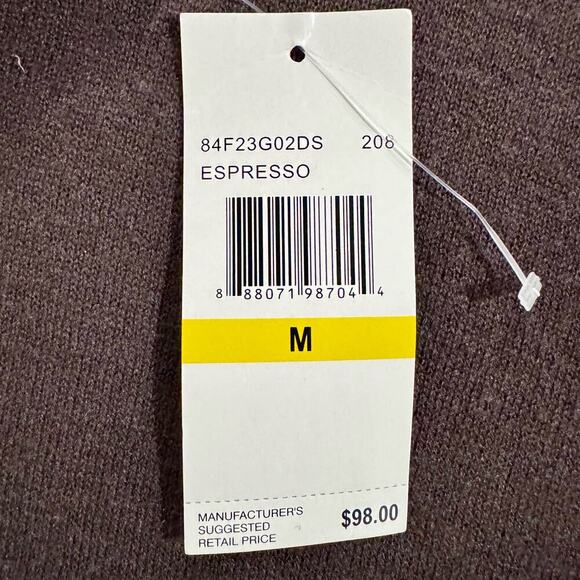 84F23G02DS 208
ESPRESSO
8 88071 98704 4
M
MANUFACTURER'S
SUGGESTED
RETAIL PRICE
$98.00